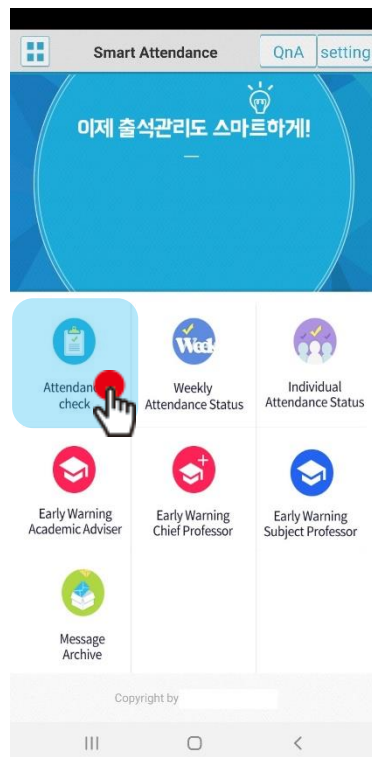 Smart Attendance
QnA
setting
이제 출석관리도 스마트하게!
Week
Weekly
Attendance Status
Individual
Attendance Status
check
Early Warning
Academic Adviser
Early Warning
Chief Professor
Early Warning
Subject Professor
Message
Archive
Copyright by